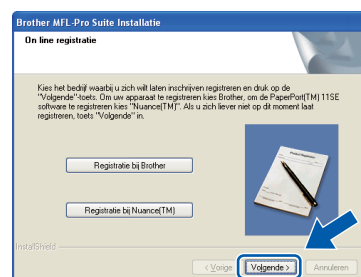 Brother MFL-Pro Suite Installatie
On line registratie
Kies het bedrijf waarbij u zich wilt laten inschrijven registreren en druk op de
"Volgende"-toets. Om uw apparaat te registreren kies Brother, om de PaperPort(TM) 11SE
software te registreren kies "Nuance(TM)". Als u zich liever niet op dit moment laat
registreren, toets "Volgende" in.
Registratie bij Brother
Registratie bij Nuance(TM)
InstallShield
< Vorige
Volgende >
Annuleren